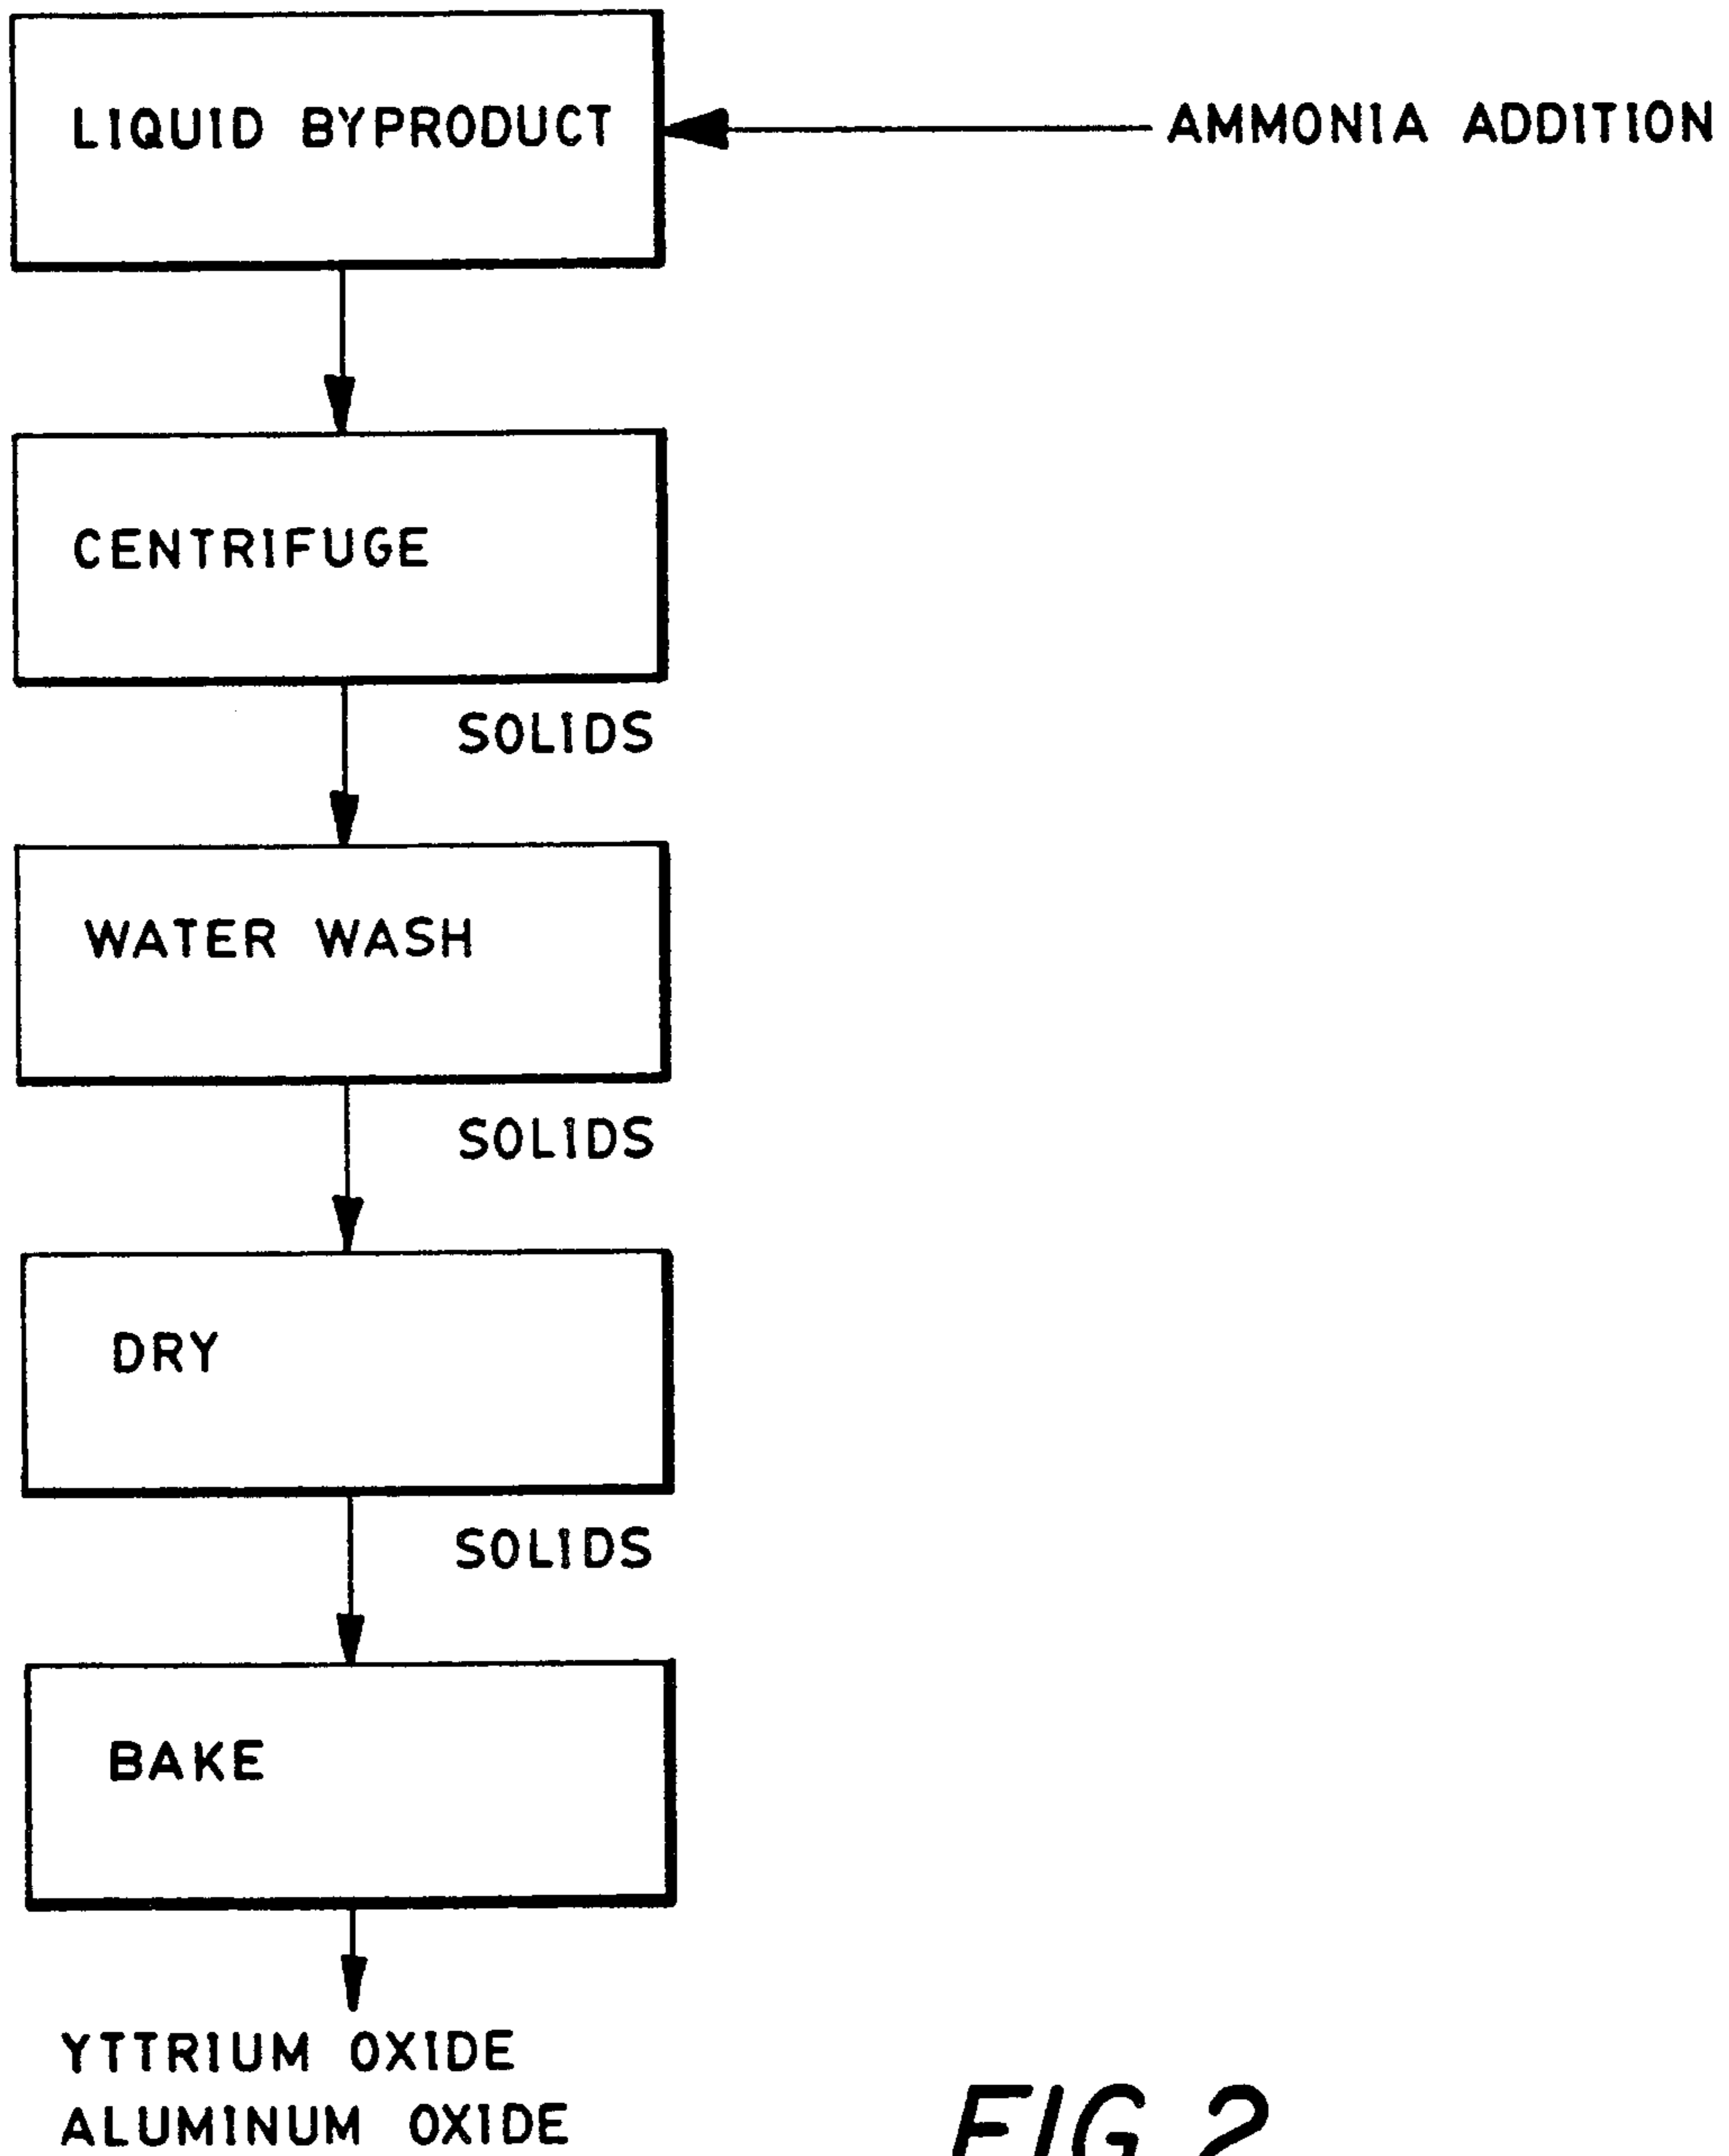 LIQUID BYPRODUCT
AMMONIA ADDITION
CENTRIFUGE
SOLIDS
WATER WASH
SOLIDS
DRY
SOLIDS
BAKE
YTTRIUM OXIDE
ALUMINUM OXIDE
FIG. 2